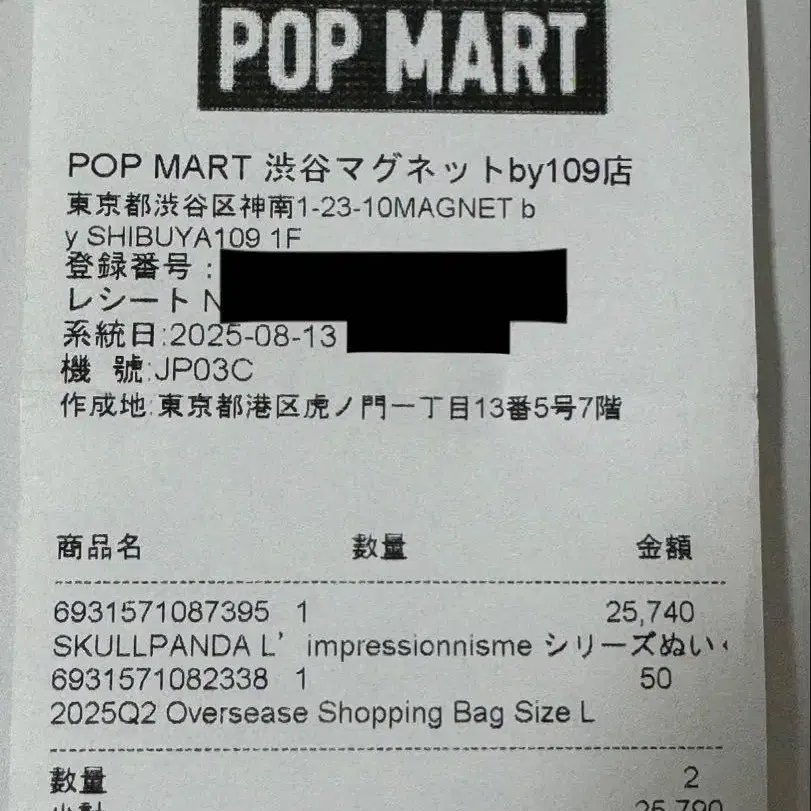 POP MART
POP MART 渋谷マグネットby109店
東京都渋谷区神南1-23-10MAGNET b
y SHIBUYA109 1F
登録番号:
レシート N
系統日:2025-08-13
機 號:JP03C
作成地:東京都港区虎ノ門一丁目13番5号7階
商品名 数量 金額
6931571087395 1 25,740
SKULLPANDA L' impressionnisme シリーズぬい
6931571082338 1 50
2025Q2 Oversease Shopping Bag Size L
数量 2
小計 25,790